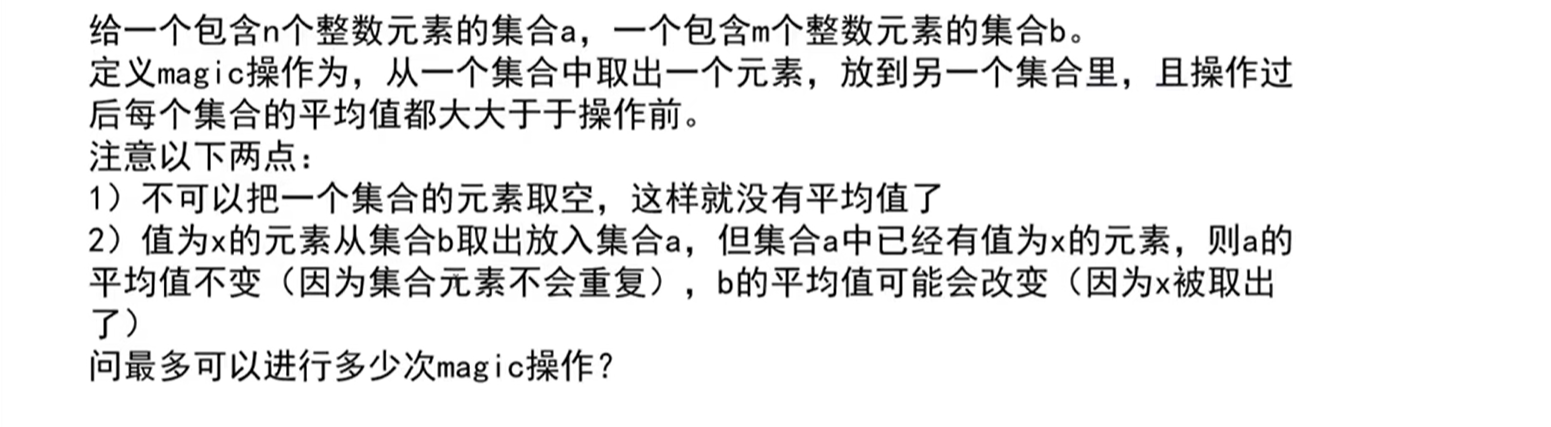 给一个包含n个整数元素的集合a，一个包含m个整数元素的集合b。
定义magic操作为，从一个集合中取出一个元素，放到另一个集合里，且操作过
后每个集合的平均值都大大于于操作前。
注意以下两点：
1）不可以把一个集合的元素取空，这样就没有平均值了
2）值为x的元素从集合b取出放入集合a，但集合a中已经有值为x的元素，则a的
平均值不变（因为集合元素不会重复），b的平均值可能会改变（因为x被取出
了）
问最多可以进行多少次magic操作？